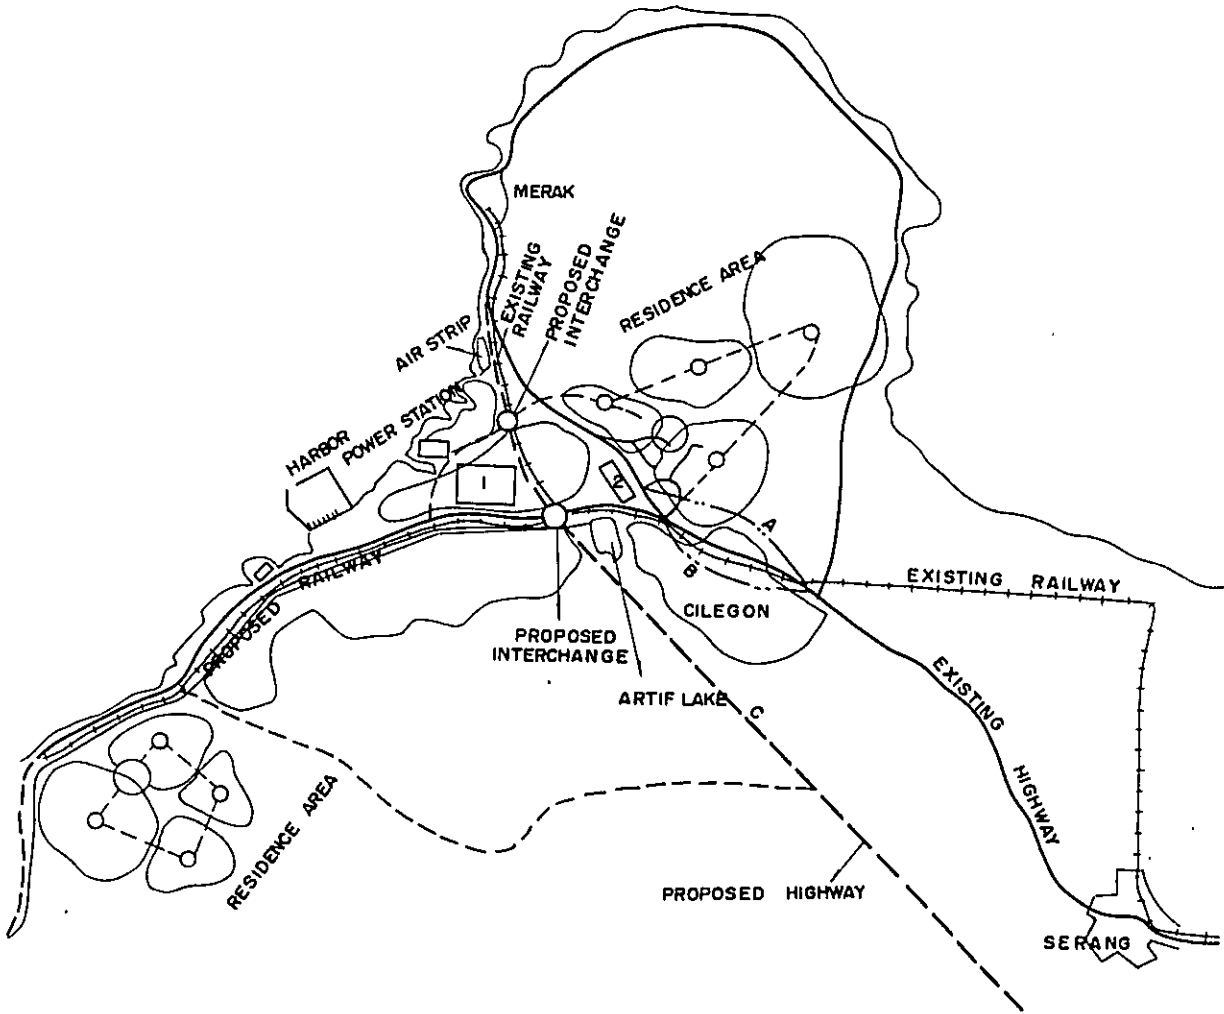 MERAK
EXISTING
RAILWAY
PROPOSED
INTERCHANGE
RESIDENCE AREA
AIR STRIP
POWER STATION
HARBOR
I
A
B
EXISTING RAILWAY
PROPOSED RAILWAY
CILEGON
PROPOSED
INTERCHANGE
ARTIF LAKE
C
EXISTING HIGHWAY
RESIDENCE AREA
PROPOSED HIGHWAY
SERANG